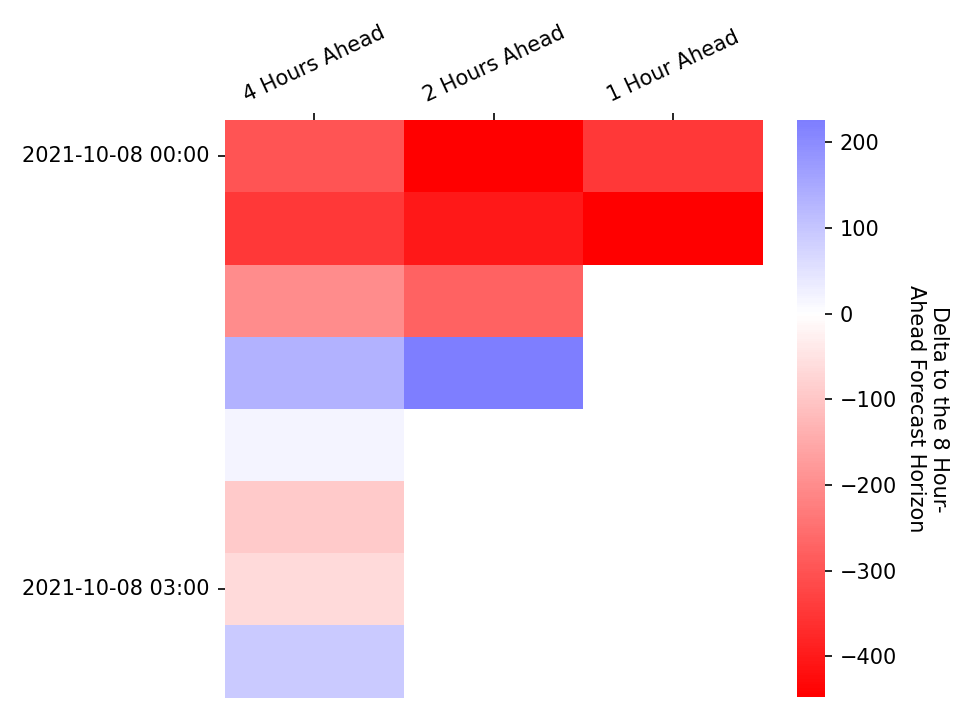 4 Hours Ahead
2 Hours Ahead
1 Hour Ahead
2021-10-08 00:00
2021-10-08 03:00
200
100
0
−100
−200
−300
−400
Delta to the 8 Hour-
Ahead Forecast Horizon